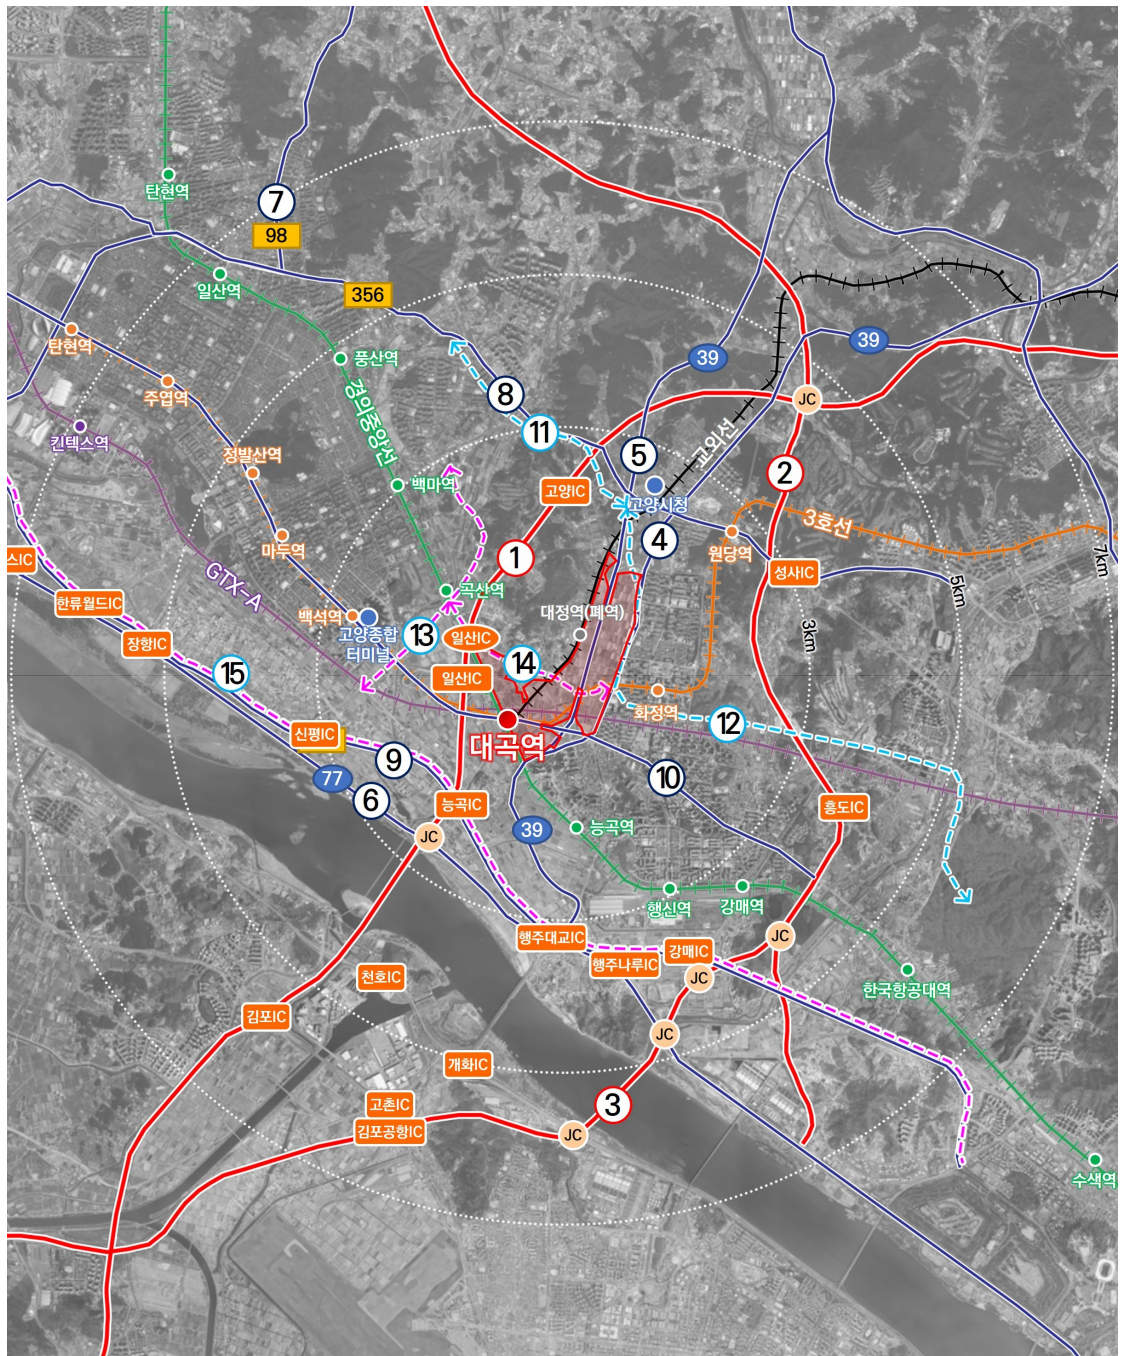 탄현역
7
98
일산역
356
탄현역
풍산역
39
39
주엽역
8
JC
킨텍스역
경의중앙선
11
정발산역
5
교외선
2
백마역
고양IC
고양시청
3호선
마두역
1
4
원당역
7km
스IC
성사IC
GTX-A
곡산역
5km
한류월드IC
백석역
대정역(폐역)
고양종합
터미널
13
일산IC
3km
장항IC
14
15
일산IC
화정역
12
신평IC
대곡역
9
77
10
6
능곡IC
흥도IC
JC
39
능곡역
행신역
강매역
행주대교IC
JC
강매IC
행주나루IC
JC
천호IC
한국항공대역
김포IC
JC
개화IC
고촌IC
3
김포공항IC
JC
수색역